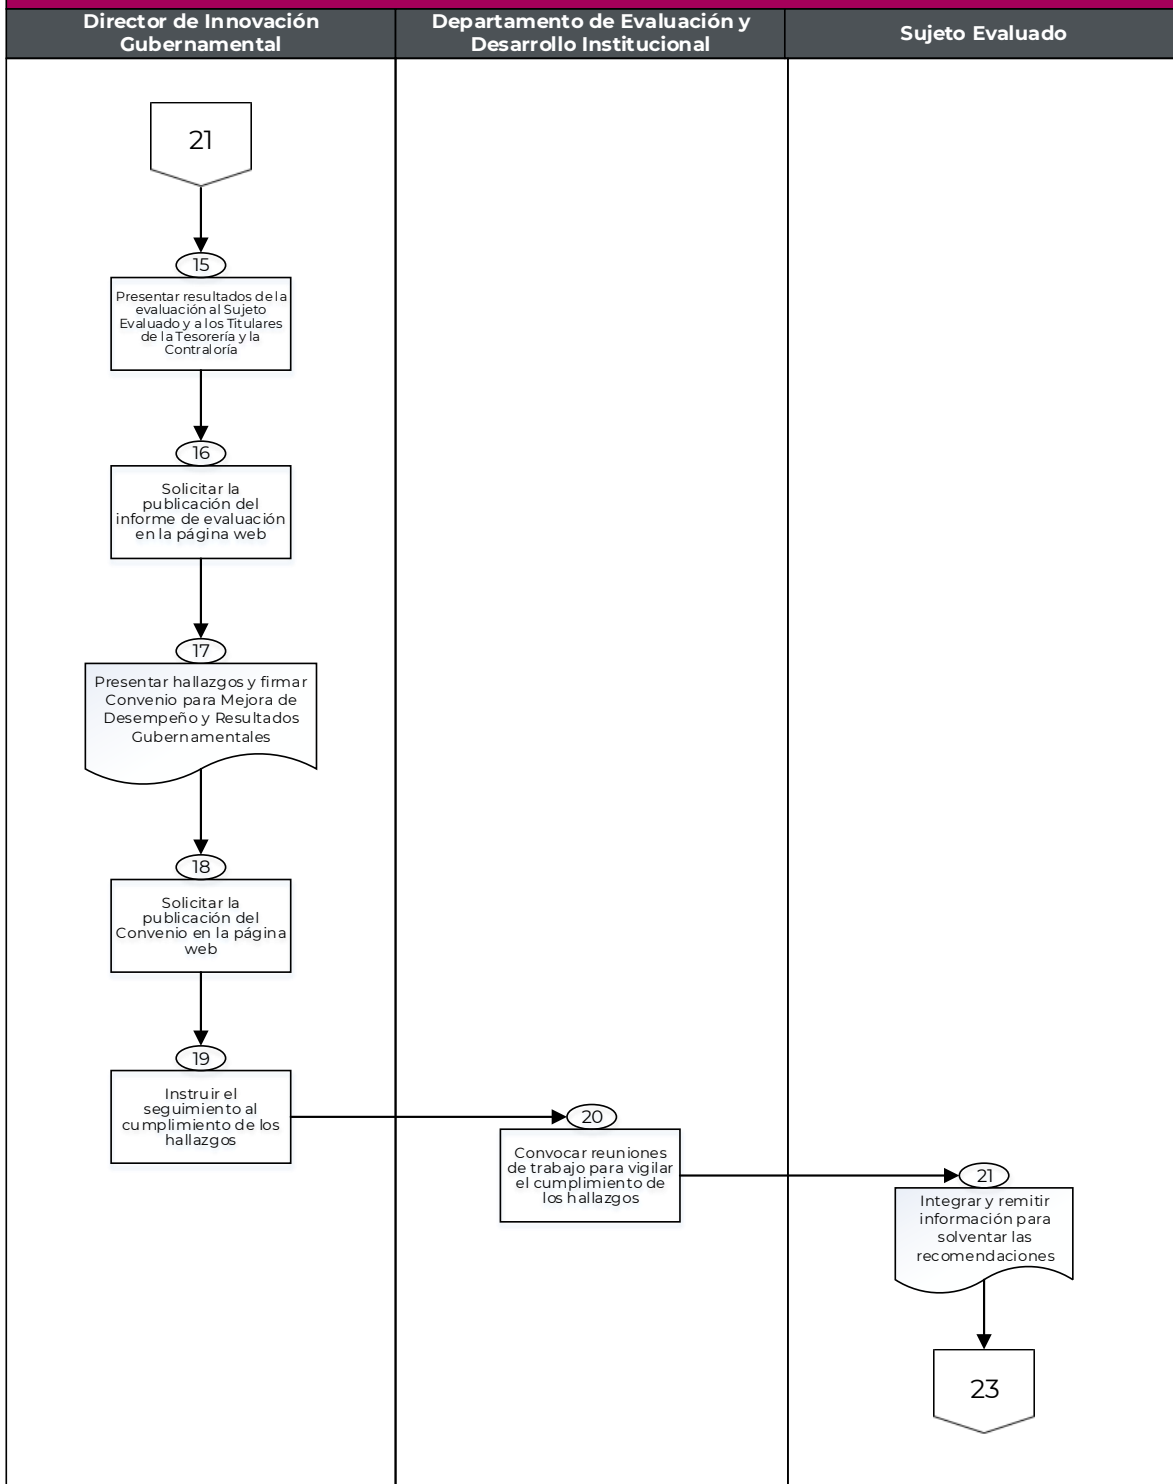 Director de Innovación
Gubernamental
Departamento de Evaluación y
Desarrollo Institucional
Sujeto Evaluado
21
15
Presentar resultados de la
evaluación al Sujeto
Evaluado y a los Titulares
de la Tesorería y la
Contraloría
16
Solicitar la
publicación del
informe de evaluación
en la página web
17
Presentar hallazgos y firmar
Convenio para Mejora de
Desempeño y Resultados
Gubernamentales
18
Solicitar la
publicación del
Convenio en la página
web
19
Instruir el
seguimiento al
cumplimiento de los
hallazgos
20
Convocar reuniones
de trabajo para vigilar
el cumplimiento de
los hallazgos
21
Integrar y remitir
información para
solventar las
recomendaciones
23